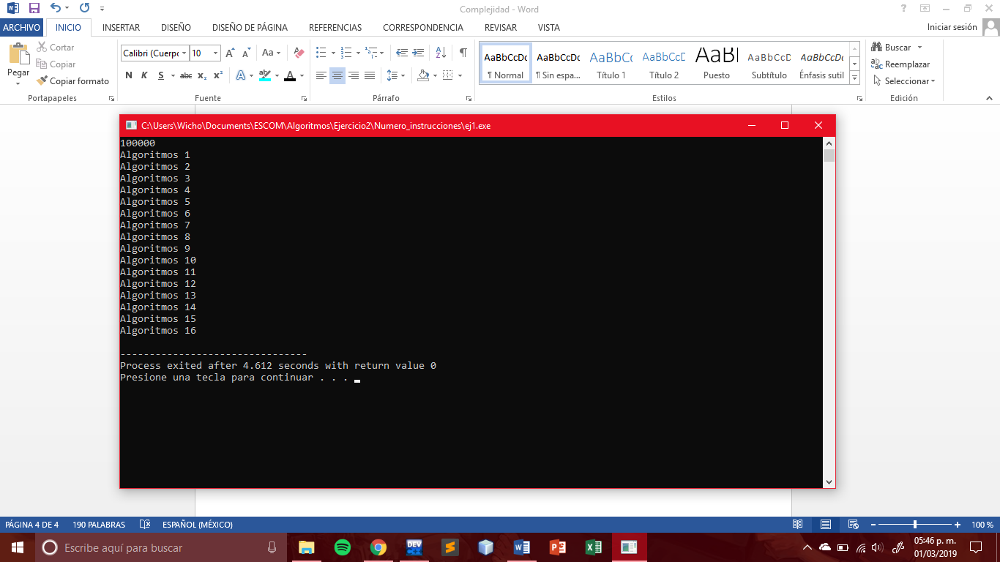 Complejidad - Word
ARCHIVO INICIO INSERTAR DISEÑO DISEÑO DE PÁGINA REFERENCIAS CORRESPONDENCIA REVISAR VISTA Iniciar sesión
Pegar
Cortar
Copiar
Copiar formato
Portapapeles
Calibri (Cuerpo 10
N K S abc x₂ x²
Fuente
Párrafo
AaBbCcDc AaBbCcDc AaBbCc AaBbCcD AaB AaBbCcD AaBbCcDc
¶ Normal ¶ Sin espa... Título 1 Título 2 Puesto Subtítulo Énfasis sutil
Estilos
Buscar
Reemplazar
Seleccionar
Edición
C:\Users\Wicho\Documents\ESCOM\Algoritmos\Ejercicio2\Numero_instrucciones\ej1.exe
100000
Algoritmos 1
Algoritmos 2
Algoritmos 3
Algoritmos 4
Algoritmos 5
Algoritmos 6
Algoritmos 7
Algoritmos 8
Algoritmos 9
Algoritmos 10
Algoritmos 11
Algoritmos 12
Algoritmos 13
Algoritmos 14
Algoritmos 15
Algoritmos 16
--------------------------------
Process exited after 4.612 seconds with return value 0
Presione una tecla para continuar . . .
PÁGINA 4 DE 4 190 PALABRAS ESPAÑOL (MÉXICO) 100 %
Escribe aquí para buscar
05:46 p. m.
01/03/2019